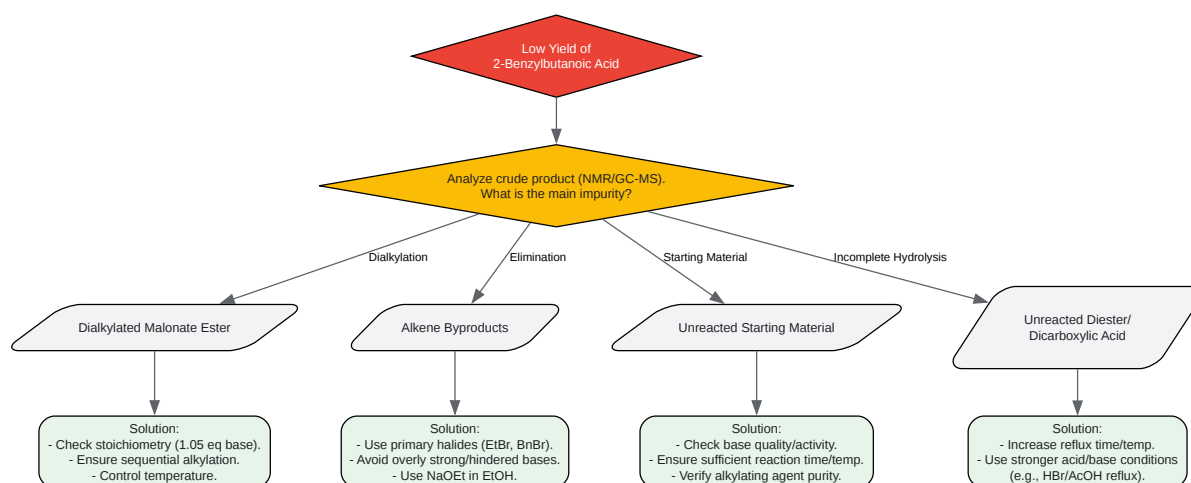 Low Yield of
2-Benzylbutanoic Acid
Analyze crude product (NMR/GC-MS).
What is the main impurity?
Dialkylation
Elimination
Starting Material
Incomplete Hydrolysis
Dialkylated Malonate Ester
Alkene Byproducts
Unreacted Starting Material
Unreacted Diester/
Dicarboxylic Acid
Solution:
- Check stoichiometry (1.05 eq base).
- Ensure sequential alkylation.
- Control temperature.
Solution:
- Use primary halides (EtBr, BnBr).
- Avoid overly strong/hindered bases.
- Use NaOEt in EtOH.
Solution:
- Check base quality/activity.
- Ensure sufficient reaction time/temp.
- Verify alkylating agent purity.
Solution:
- Increase reflux time/temp.
- Use stronger acid/base conditions
(e.g., HBr/AcOH reflux).